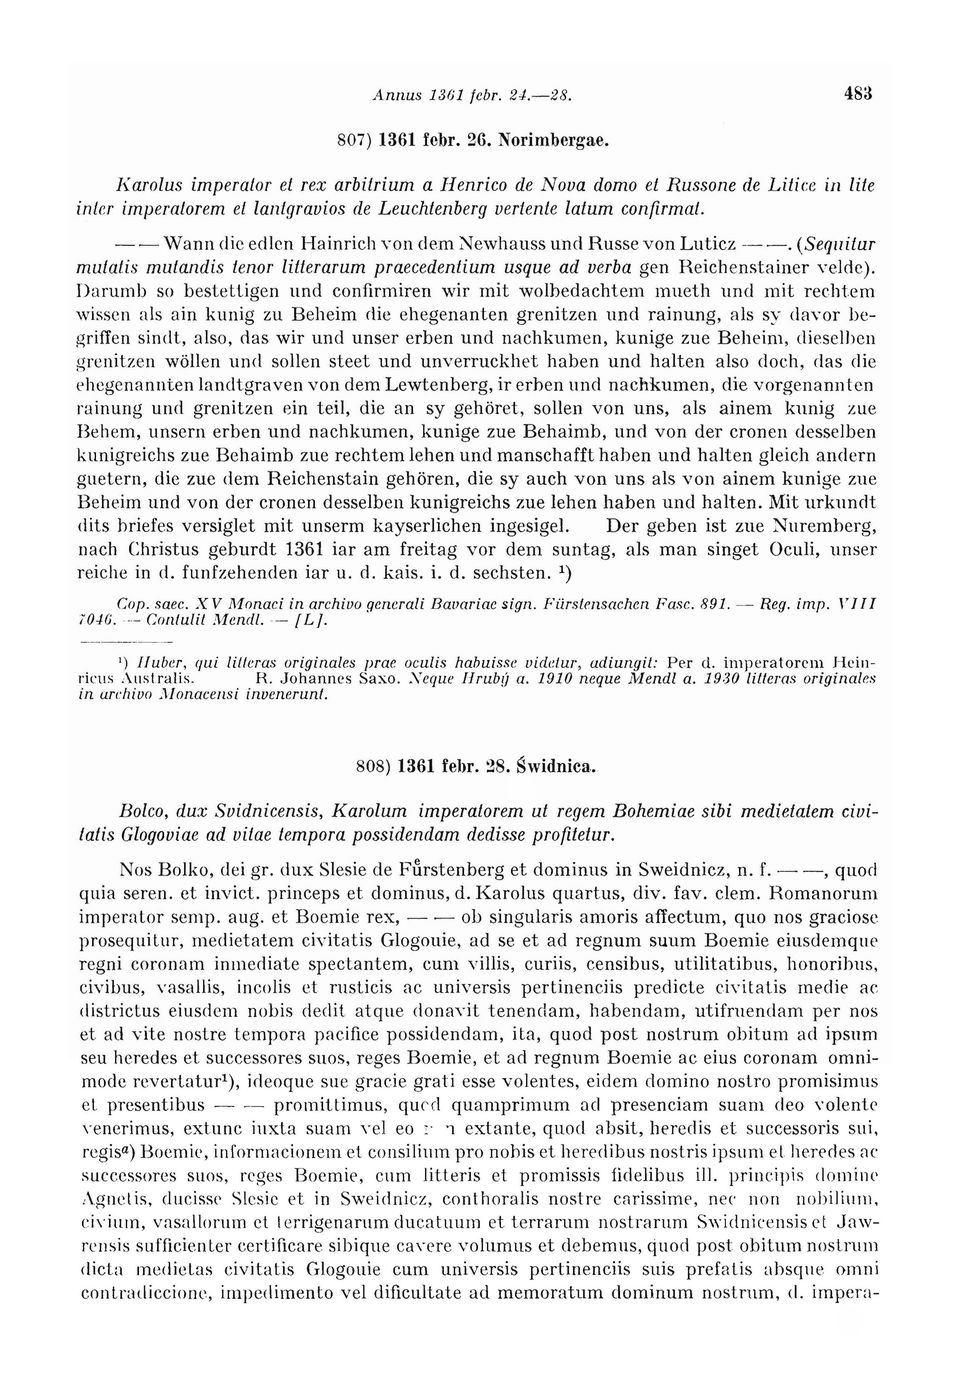 Annus 1361 febr. 24.—28. 483
807) 1361 febr. 26. Norimbergae.
Karolus imperator et rex arbitrium a Henrico de Nova domo et Russone de Litice in lite
inter imperatorem et lantgravios de Leuchtenberg vertente latum confirmat.
— — Wann die edlen Hainrich von dem Newhauss und Russe von Luticz — —. (Sequitur
mutatis mutandis tenor litterarum praecedentium usque ad verba gen Reichenstainer velde).
Darumb so bestettigen und confirmiren wir mit wolbedachtem mueth und mit rechtem
wissen als ain kunig zu Beheim die ehegenanten grenitzen und rainung, als sy davor be-
griffen sindt, also, das wir und unser erben und nachkumen, kunige zue Beheim, dieselben
grenitzen wöllen und sollen steet und unverruckhet haben und halten also doch, das die
ehegenannten landtgraven von dem Lewtenberg, ir erben und nachkumen, die vorgenannten
rainung und grenitzen ein teil, die an sy gehöret, sollen von uns, als ainem kunig zue
Behem, unsern erben und nachkumen, kunige zue Behaimb, und von der cronen desselben
kunigreichs zue Behaimb zue rechtem lehen und manschafft haben und halten gleich andern
guetern, die zue dem Reichenstain gehören, die sy auch von uns als von ainem kunige zue
Beheim und von der cronen desselben kunigreichs zue lehen haben und halten. Mit urkundt
dits briefes versiglet mit unserm kayserlichen ingesigel. Der geben ist zue Nuremberg,
nach Christus geburdt 1361 iar am freitag vor dem suntag, als man singet Oculi, unser
reiche in d. funfzehenden iar u. d. kais. i. d. sechsten. ¹)
Cop. saec. XV Monaci in archivo generali Bavariae sign. Fürstensachen Fasc. 891. — Reg. imp. VIII
7046. — Contulit Mendl. — [L].
¹) Huber, qui litteras originales prae oculis habuisse videtur, adiungit: Per d. imperatorem Hein-
ricus Australis. R. Johannes Saxo. Neque Hrubý a. 1910 neque Mendl a. 1930 litteras originales
in archivo Monacensi invenerunt.
808) 1361 febr. 28. Świdnica.
Bolco, dux Svidnicensis, Karolum imperatorem ut regem Bohemiae sibi medietatem civi-
tatis Glogoviae ad vitae tempora possidendam dedisse profitetur.
Nos Bolko, dei gr. dux Slesie de Fuͤrstenberg et dominus in Sweidnicz, n. f. — —, quod
quia seren. et invict. princeps et dominus, d. Karolus quartus, div. fav. clem. Romanorum
imperator semp. aug. et Boemie rex, — — ob singularis amoris affectum, quo nos graciose
prosequitur, medietatem civitatis Glogouie, ad se et ad regnum suum Boemie eiusdemque
regni coronam inmediate spectantem, cum villis, curiis, censibus, utilitatibus, honoribus,
civibus, vasallis, incolis et rusticis ac universis pertinenciis predicte civitatis medie ac
districtus eiusdem nobis dedit atque donavit tenendam, habendam, utifruendam per nos
et ad vite nostre tempora pacifice possidendam, ita, quod post nostrum obitum ad ipsum
seu heredes et successores suos, reges Boemie, et ad regnum Boemie ac eius coronam omni-
mode revertatur¹), ideoque sue gracie grati esse volentes, eidem domino nostro promisimus
et presentibus — — promittimus, quod quamprimum ad presenciam suam deo volente
venerimus, extunc iuxta suam vel eo extante, quod absit, heredis et successoris sui,
regisᵃ) Boemie, informacionem et consilium pro nobis et heredibus nostris ipsum et heredes ac
successores suos, reges Boemie, cum litteris et promissis fidelibus ill. principis domine
Agnetis, ducisse Slesie et in Sweidnicz, conthoralis nostre carissime, nec non nobilium,
civium, vasallorum et terrigenarum ducatuum et terrarum nostrarum Swidnicensis et Jaw-
rensis sufficienter certificare sibique cavere volumus et debemus, quod post obitum nostrum
dicta medietas civitatis Glogouie cum universis pertinenciis suis prefatis absque omni
contradiccione, impedimento vel dificultate ad memoratum dominum nostrum, d. impera-